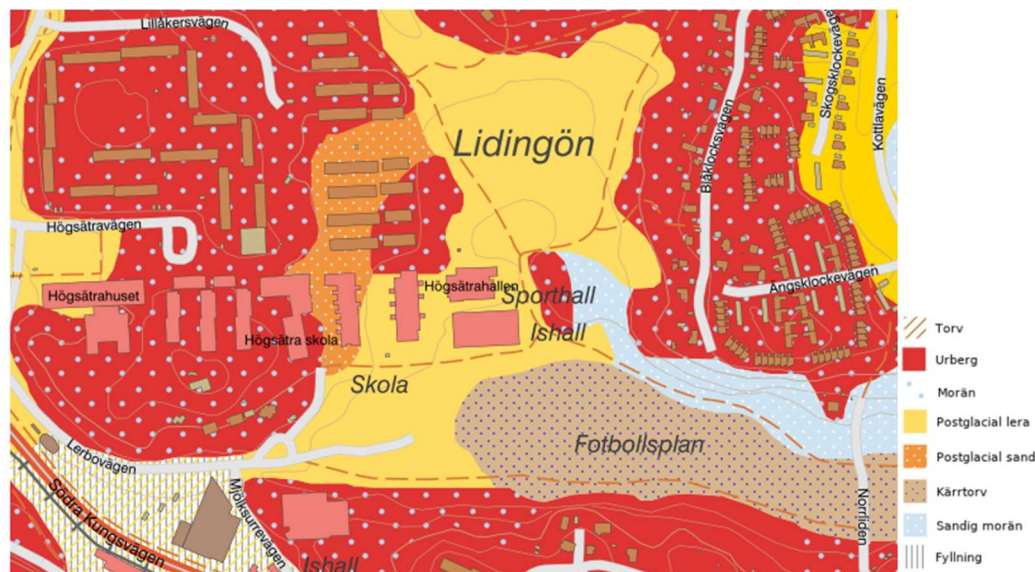 Lillåkersvägen
Skogsklockevägen
Kottlavägen
Lidingön
Blåklocksvägen
Högsätravägen
Ängsklockevägen
Högsätrahuset
Högsätrahallen
Sporthall
Ishall
Högsätra skola
Skola
Fotbollsplan
Lerbovägen
Södra Kungsvägen
Mjölksurrevägen
Norrliden
Ishall
Torv
Urberg
Morän
Postglacial lera
Postglacial sand
Kärrtorv
Sandig morän
Fyllning